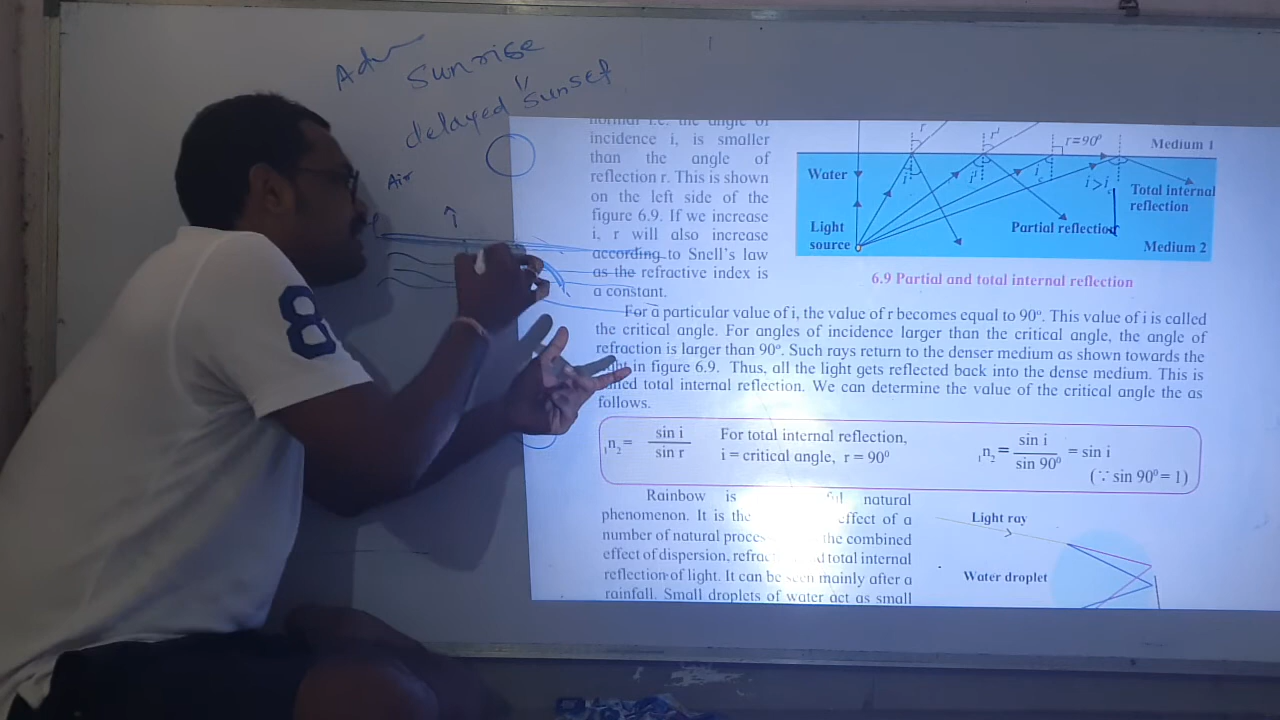 Adv
Sunrise
delayed " Sunset
Air
8
normal i.e. the angle of
incidence i, is smaller
than the angle of
reflection r. This is shown
on the left side of the
figure 6.9. If we increase
i, r will also increase
according to Snell's law
as the refractive index is
a constant.
r r' r=90° Medium 1
Water
i i' i꜀ i>i꜀
Total internal
reflection
Light
source
Partial reflection
Medium 2
6.9 Partial and total internal reflection
For a particular value of i, the value of r becomes equal to 90°. This value of i is called
the critical angle. For angles of incidence larger than the critical angle, the angle of
refraction is larger than 90°. Such rays return to the denser medium as shown towards the
in figure 6.9. Thus, all the light gets reflected back into the dense medium. This is
total internal reflection. We can determine the value of the critical angle the as
follows.
₁n₂ = sin i / sin r
For total internal reflection,
i = critical angle, r = 90°
₁n₂ = sin i / sin 90° = sin i
(∵ sin 90° = 1)
Rainbow is natural
phenomenon. It is the effect of a
number of natural the combined
effect of dispersion, total internal
reflection of light. It can be mainly after a
rainfall. Small droplets of water act as small
Light ray
Water droplet